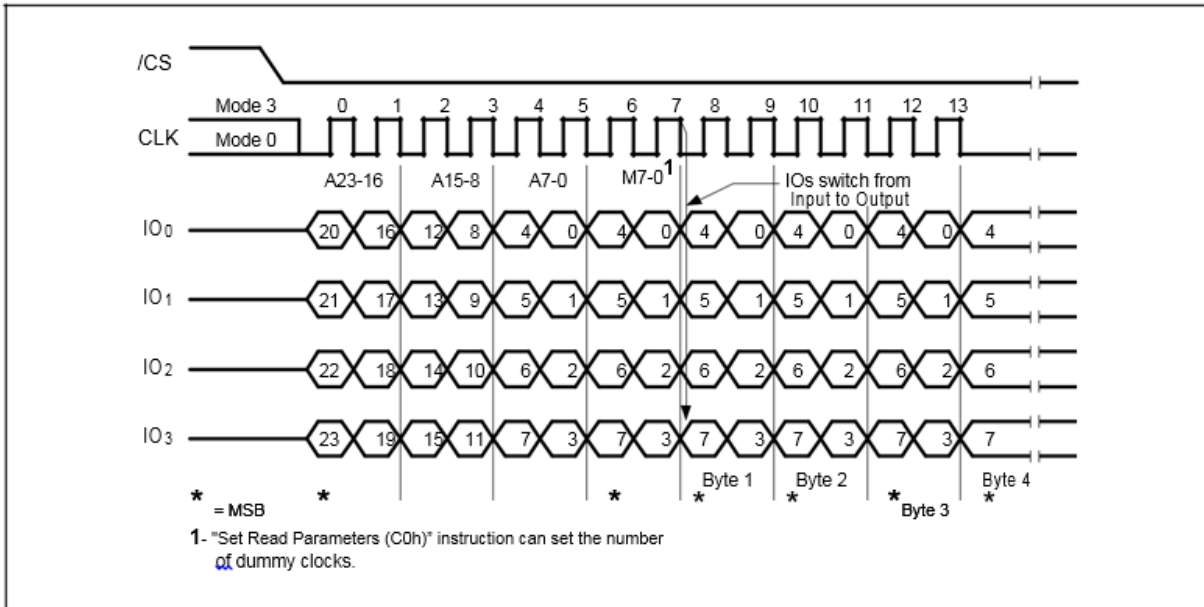 /CS
Mode 3 0 1 2 3 4 5 6 7 8 9 10 11 12 13
CLK Mode 0
A23-16 A15-8 A7-0 M7-0 1 IOs switch from
Input to Output
IO0 20 16 12 8 4 0 4 0 4 0 4 0 4 0 4
IO1 21 17 13 9 5 1 5 1 5 1 5 1 5 1 5
IO2 22 18 14 10 6 2 6 2 6 2 6 2 6 2 6
IO3 23 19 15 11 7 3 7 3 7 3 7 3 7 3 7
Byte 1 Byte 2 Byte 4
* * * * * * *
= MSB Byte 3
1- "Set Read Parameters (C0h)" instruction can set the number
of dummy clocks.